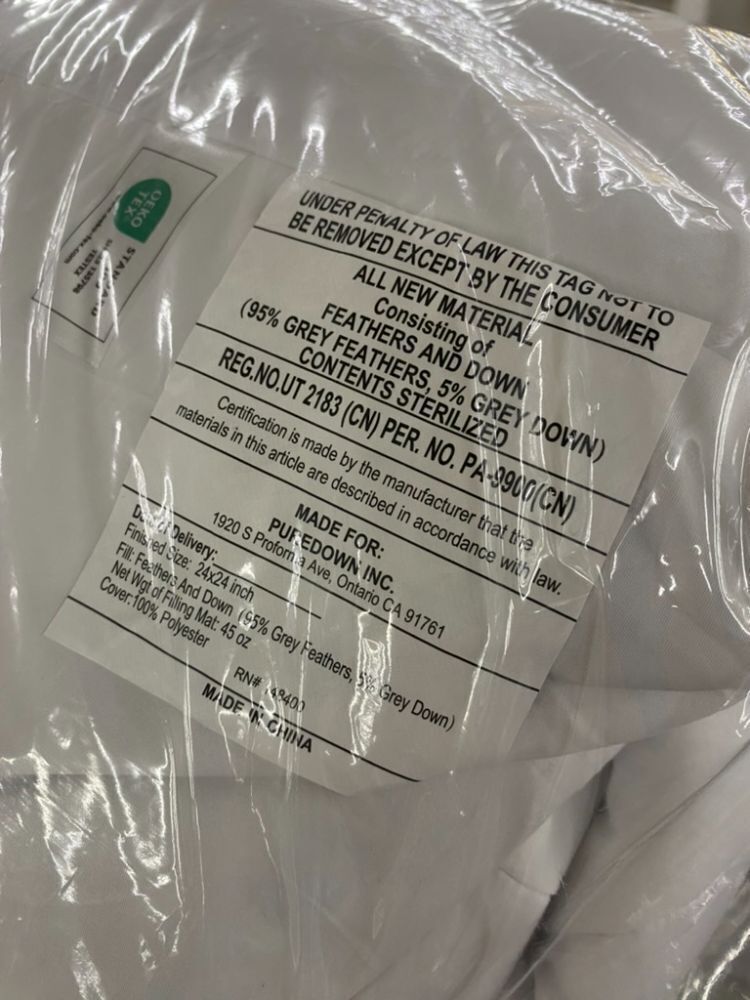 OEKO
TEX
UNDER PENALTY OF LAW THIS TAG NOT TO
BE REMOVED EXCEPT BY THE CONSUMER
ALL NEW MATERIAL
Consisting of
FEATHERS AND DOWN
(95% GREY FEATHERS, 5% GREY DOWN)
CONTENTS STERILIZED
REG.NO.UT 2183 (CN) PER. NO. PA-9900(CN)
Certification is made by the manufacturer that the
materials in this article are described in accordance with law.
MADE FOR:
PUREDOWN INC.
1920 S Proforma Ave, Ontario CA 91761
Date of Delivery:
Finished Size: 24x24 inch
Fill: Feathers And Down (95% Grey Feathers, 5% Grey Down)
Net Wgt of Filling Mat: 45 oz
Cover:100% Polyester
RN#
MADE IN CHINA